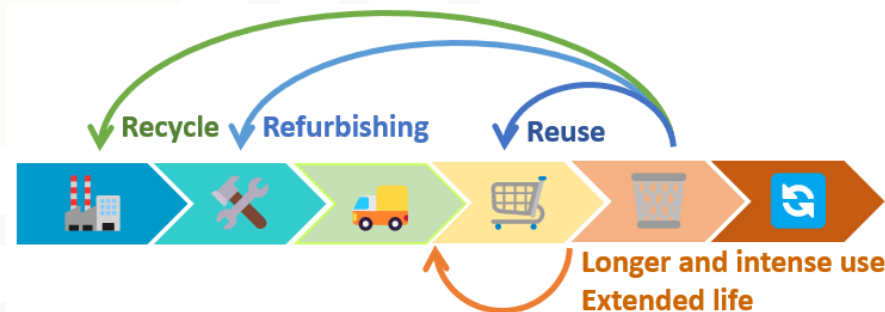 Recycle
Refurbishing
Reuse
Longer and intense use
Extended life